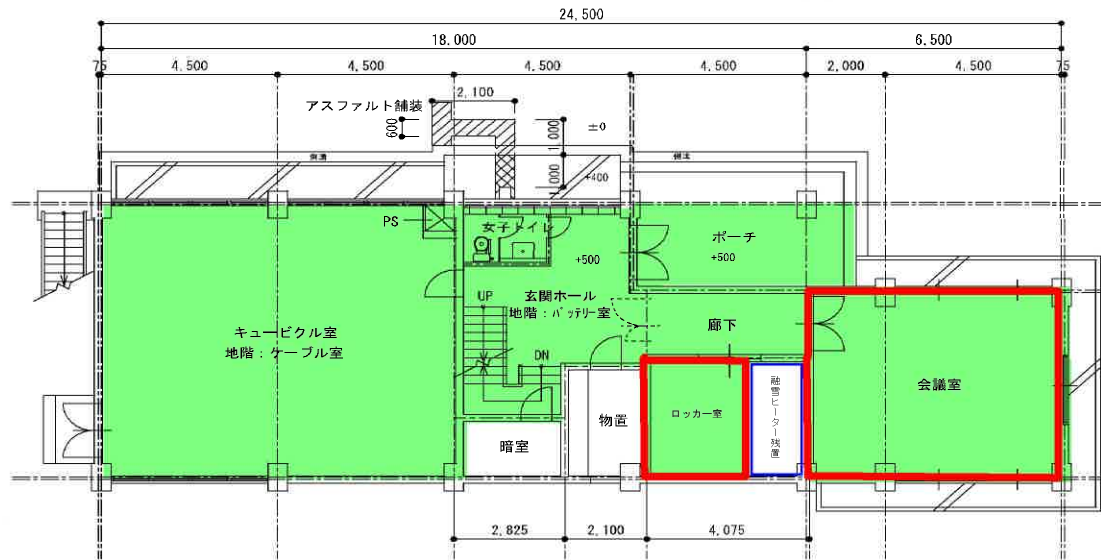 24,500
18.000
6.500
75
4.500
4.500
4.500
4.500
2,000
4.500
75
2,100
アスファルト舗装
600
1,000
±0
1,000
+400
側溝
側溝
PS
女子トイレ
ポーチ
+500
+500
UP
玄関ホール
地階：バッテリー室
廊下
キュービクル室
地階：ケーブル室
DN
会議室
ロッカー室
融雪ヒーター残置
物置
暗室
2,825
2,100
4,075